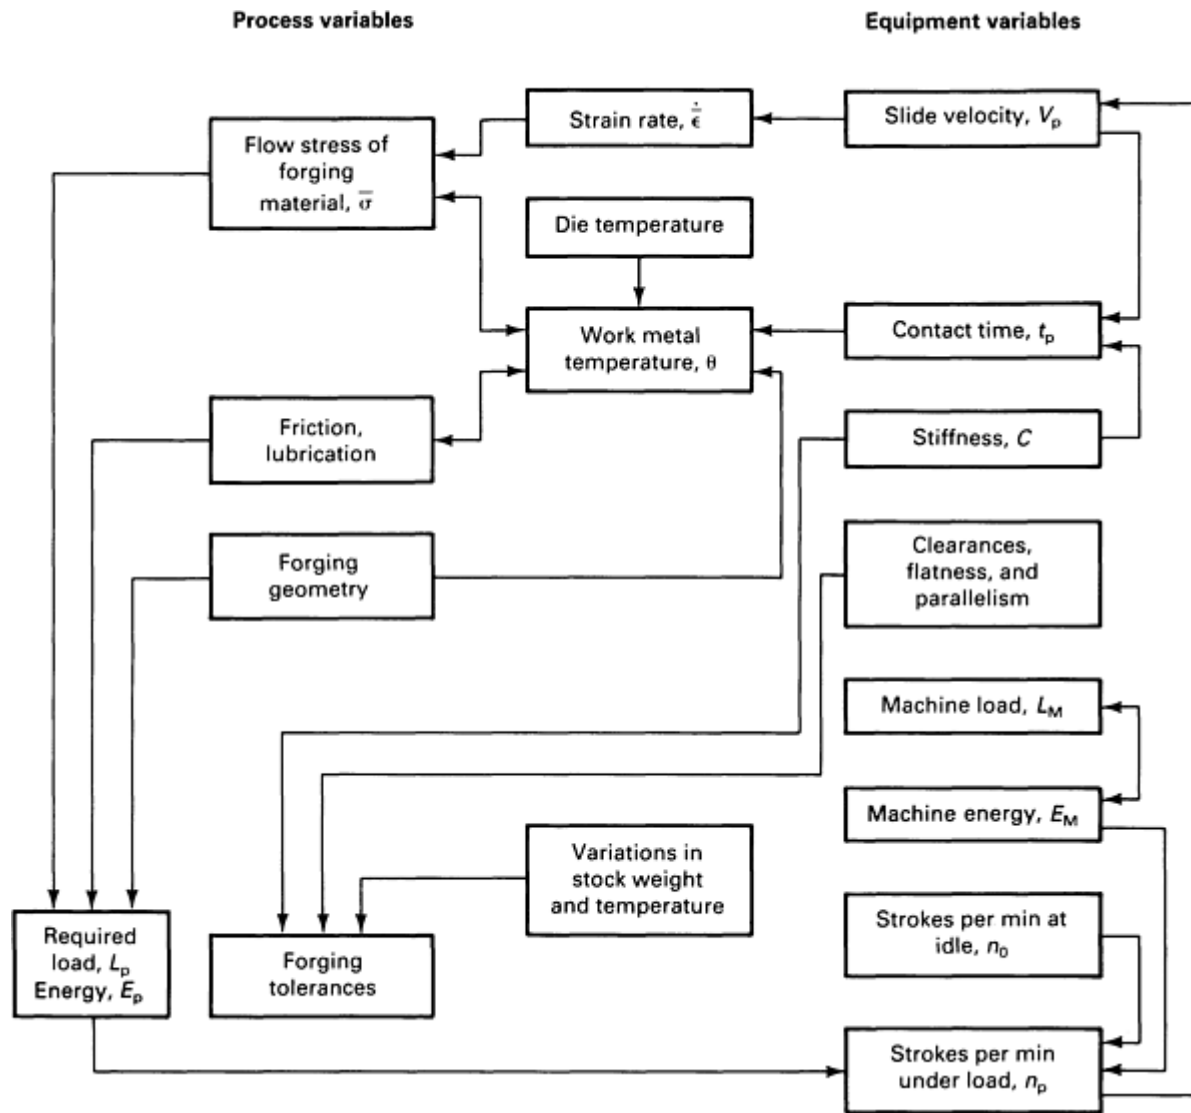 Process variables
Equipment variables
Strain rate, ε̇̄
Slide velocity, Vₚ
Flow stress of
forging
material, σ̄
Die temperature
Work metal
temperature, θ
Contact time, tₚ
Friction,
lubrication
Stiffness, C
Forging
geometry
Clearances,
flatness, and
parallelism
Machine load, L_M
Machine energy, E_M
Variations in
stock weight
and temperature
Required
load, Lₚ
Energy, Eₚ
Forging
tolerances
Strokes per min at
idle, n₀
Strokes per min
under load, nₚ